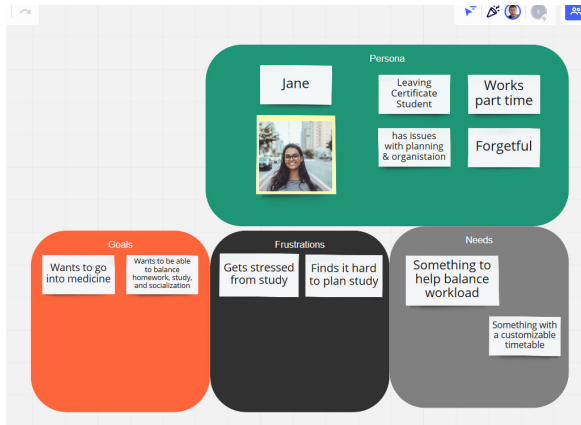 Persona
Jane
Leaving
Certificate
Student
Works
part time
has issues
with planning
& organistaion
Forgetful
Goals
Wants to go
into medicine
Wants to be able
to balance
homework, study,
and socialization
Frustrations
Gets stressed
from study
Finds it hard
to plan study
Needs
Something to
help balance
workload
Something with
a customizable
timetable